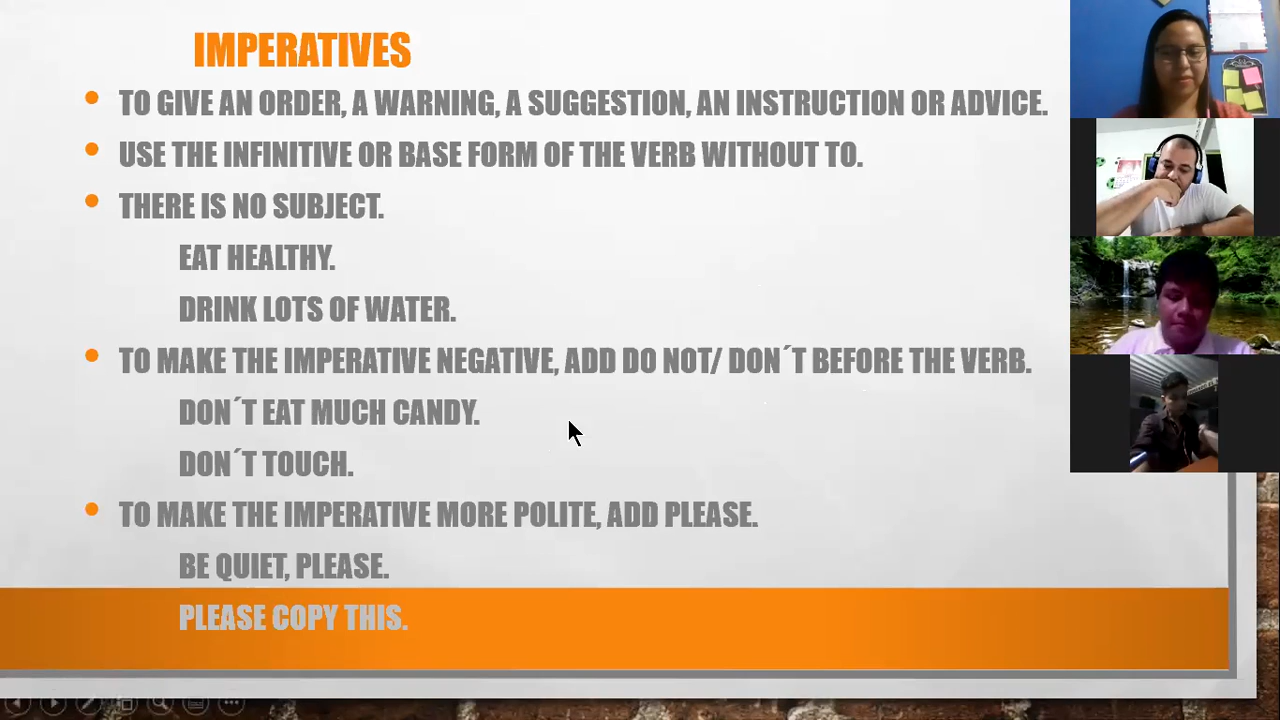 IMPERATIVES
TO GIVE AN ORDER, A WARNING, A SUGGESTION, AN INSTRUCTION OR ADVICE.
USE THE INFINITIVE OR BASE FORM OF THE VERB WITHOUT TO.
THERE IS NO SUBJECT.
EAT HEALTHY.
DRINK LOTS OF WATER.
TO MAKE THE IMPERATIVE NEGATIVE, ADD DO NOT/ DON´T BEFORE THE VERB.
DON´T EAT MUCH CANDY.
DON´T TOUCH.
TO MAKE THE IMPERATIVE MORE POLITE, ADD PLEASE.
BE QUIET, PLEASE.
PLEASE COPY THIS.